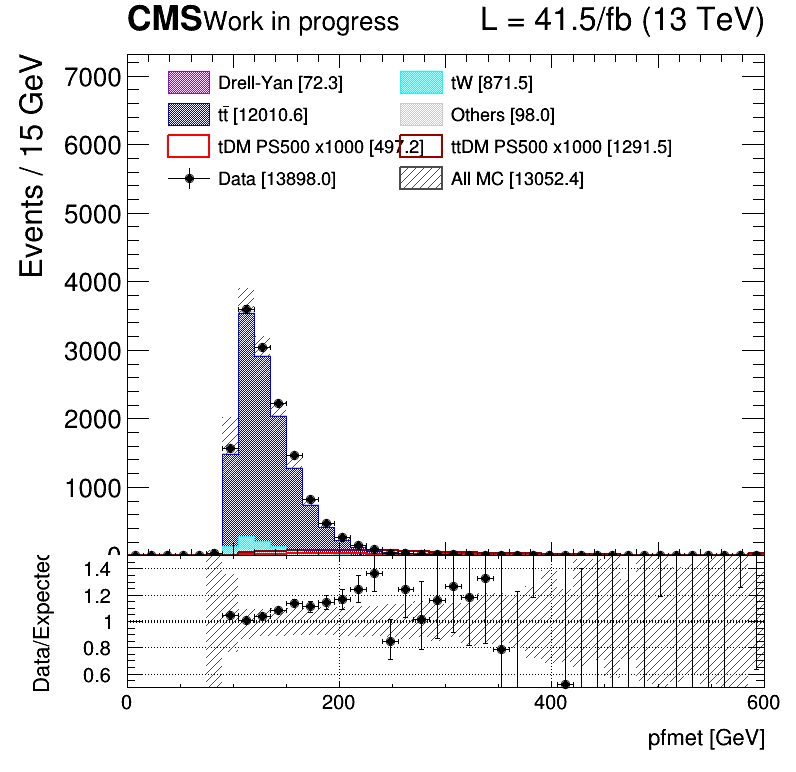 CMS Work in progress L = 41.5/fb (13 TeV)
Events / 15 GeV
7000
6000
5000
4000
3000
2000
1000
0
Drell-Yan [72.3] tW [871.5]
tt̄ [12010.6] Others [98.0]
tDM PS500 x1000 [497.2] ttDM PS500 x1000 [1291.5]
Data [13898.0] All MC [13052.4]
Data/Expected
1.4
1.2
1
0.8
0.6
0 200 400 600
pfmet [GeV]